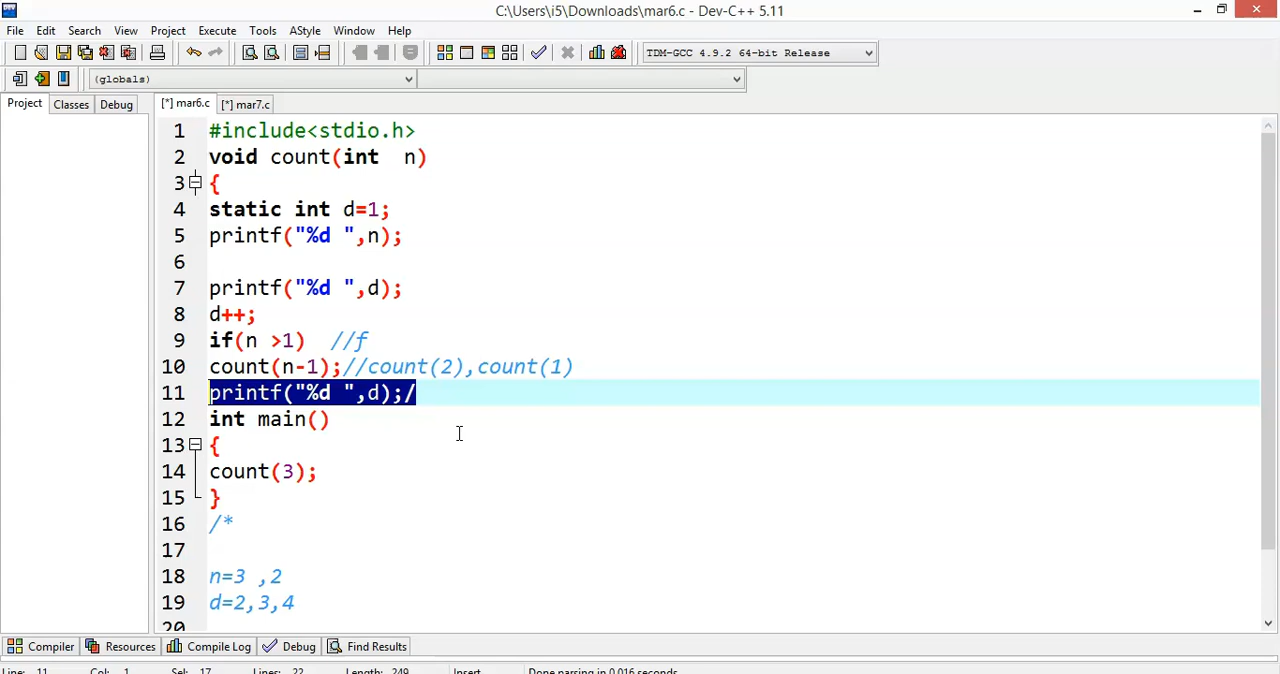 C:\Users\i5\Downloads\mar6.c - Dev-C++ 5.11
File Edit Search View Project Execute Tools AStyle Window Help
TDM-GCC 4.9.2 64-bit Release
(globals)
Project Classes Debug [*] mar6.c [*] mar7.c
1 #include<stdio.h>
2 void count(int  n)
3 {
4 static int d=1;
5 printf("%d ",n);
6
7 printf("%d ",d);
8 d++;
9 if(n >1)  //f
10 count(n-1);//count(2),count(1)
11 printf("%d ",d);/
12 int main()
13 {
14 count(3);
15 }
16 /*
17
18 n=3 ,2
19 d=2,3,4
20
Compiler Resources Compile Log Debug Find Results
Line: 11 Col: 1 Sel: 17 Lines: 22 Length: 249 Insert Done parsing in 0.016 seconds